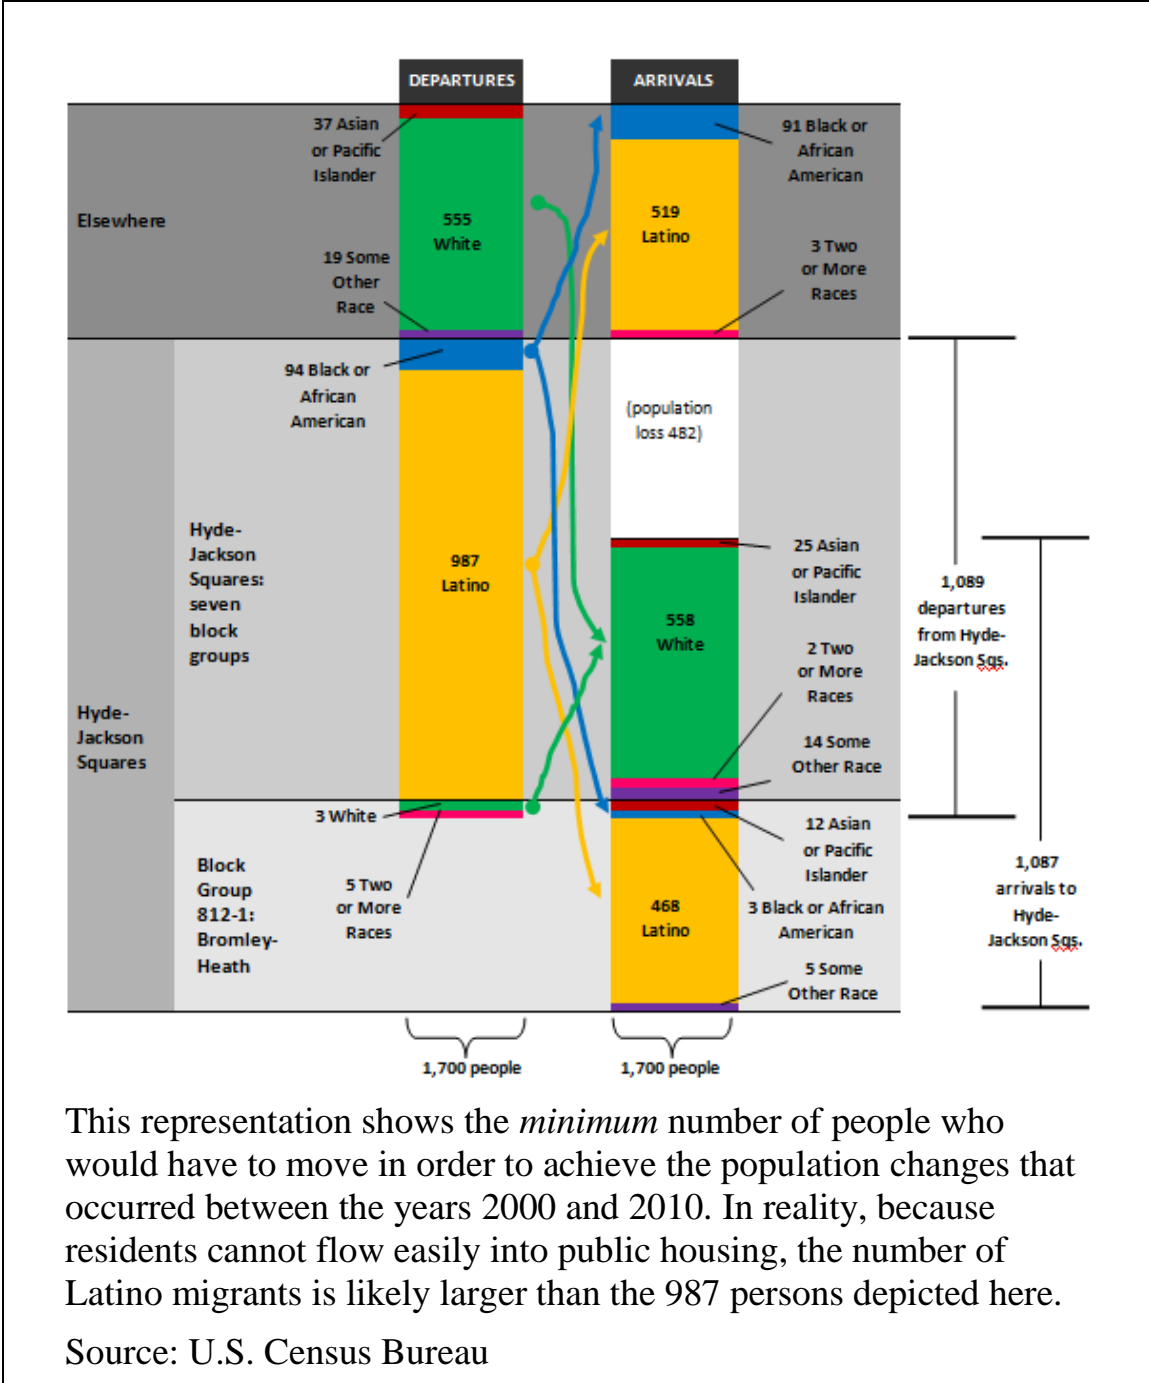 DEPARTURES
ARRIVALS
Elsewhere
37 Asian
or Pacific
Islander
555
White
19 Some
Other
Race
91 Black or
African
American
519
Latino
3 Two
or More
Races
94 Black or
African
American
(population
loss 482)
Hyde-
Jackson
Squares:
seven
block
groups
987
Latino
25 Asian
or Pacific
Islander
558
White
2 Two
or More
Races
14 Some
Other Race
1,089
departures
from Hyde-
Jackson Sqs.
Hyde-
Jackson
Squares
3 White
5 Two
or More
Races
Block
Group
812-1:
Bromley-
Heath
12 Asian
or Pacific
Islander
468
Latino
3 Black or African
American
5 Some
Other Race
1,087
arrivals to
Hyde-
Jackson Sqs.
1,700 people
1,700 people
This representation shows the minimum number of people who
would have to move in order to achieve the population changes that
occurred between the years 2000 and 2010. In reality, because
residents cannot flow easily into public housing, the number of
Latino migrants is likely larger than the 987 persons depicted here.
Source: U.S. Census Bureau